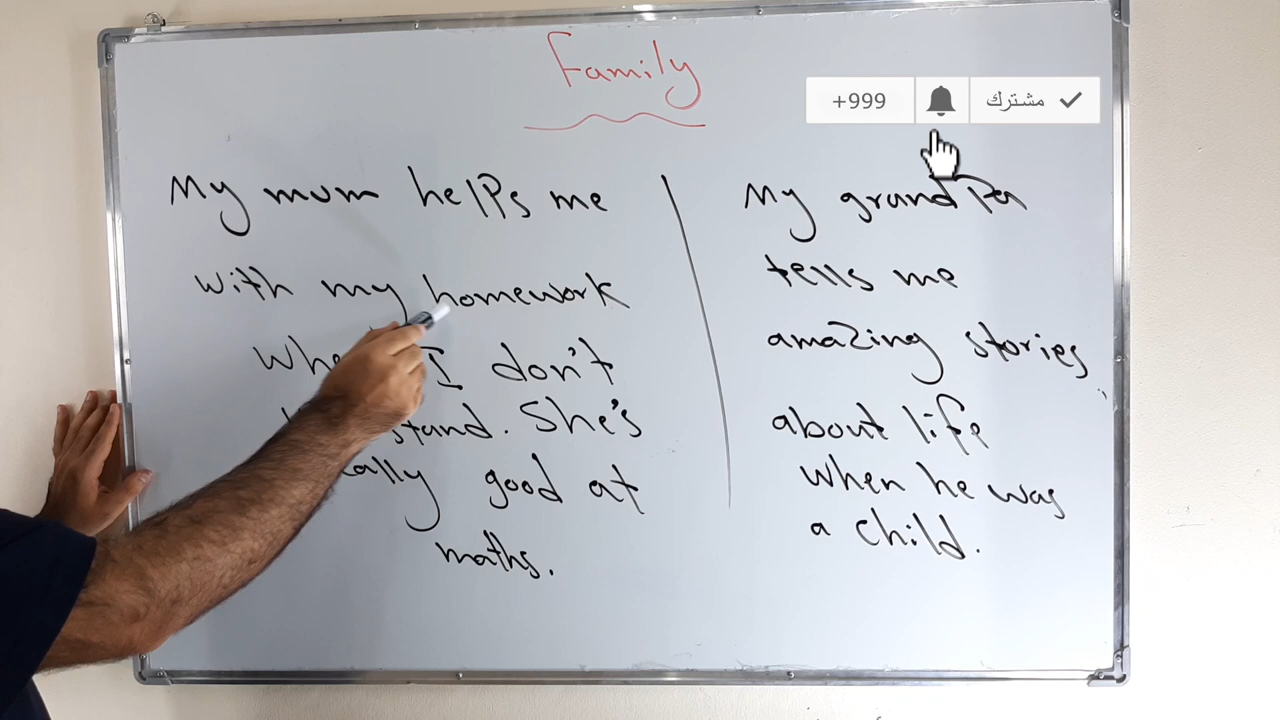 Family
+999
مشترك
My mum helps me
with my homework
I don't
She's
good at
maths.
My grandpa
tells me
amazing stories
about life
when he was
a child.